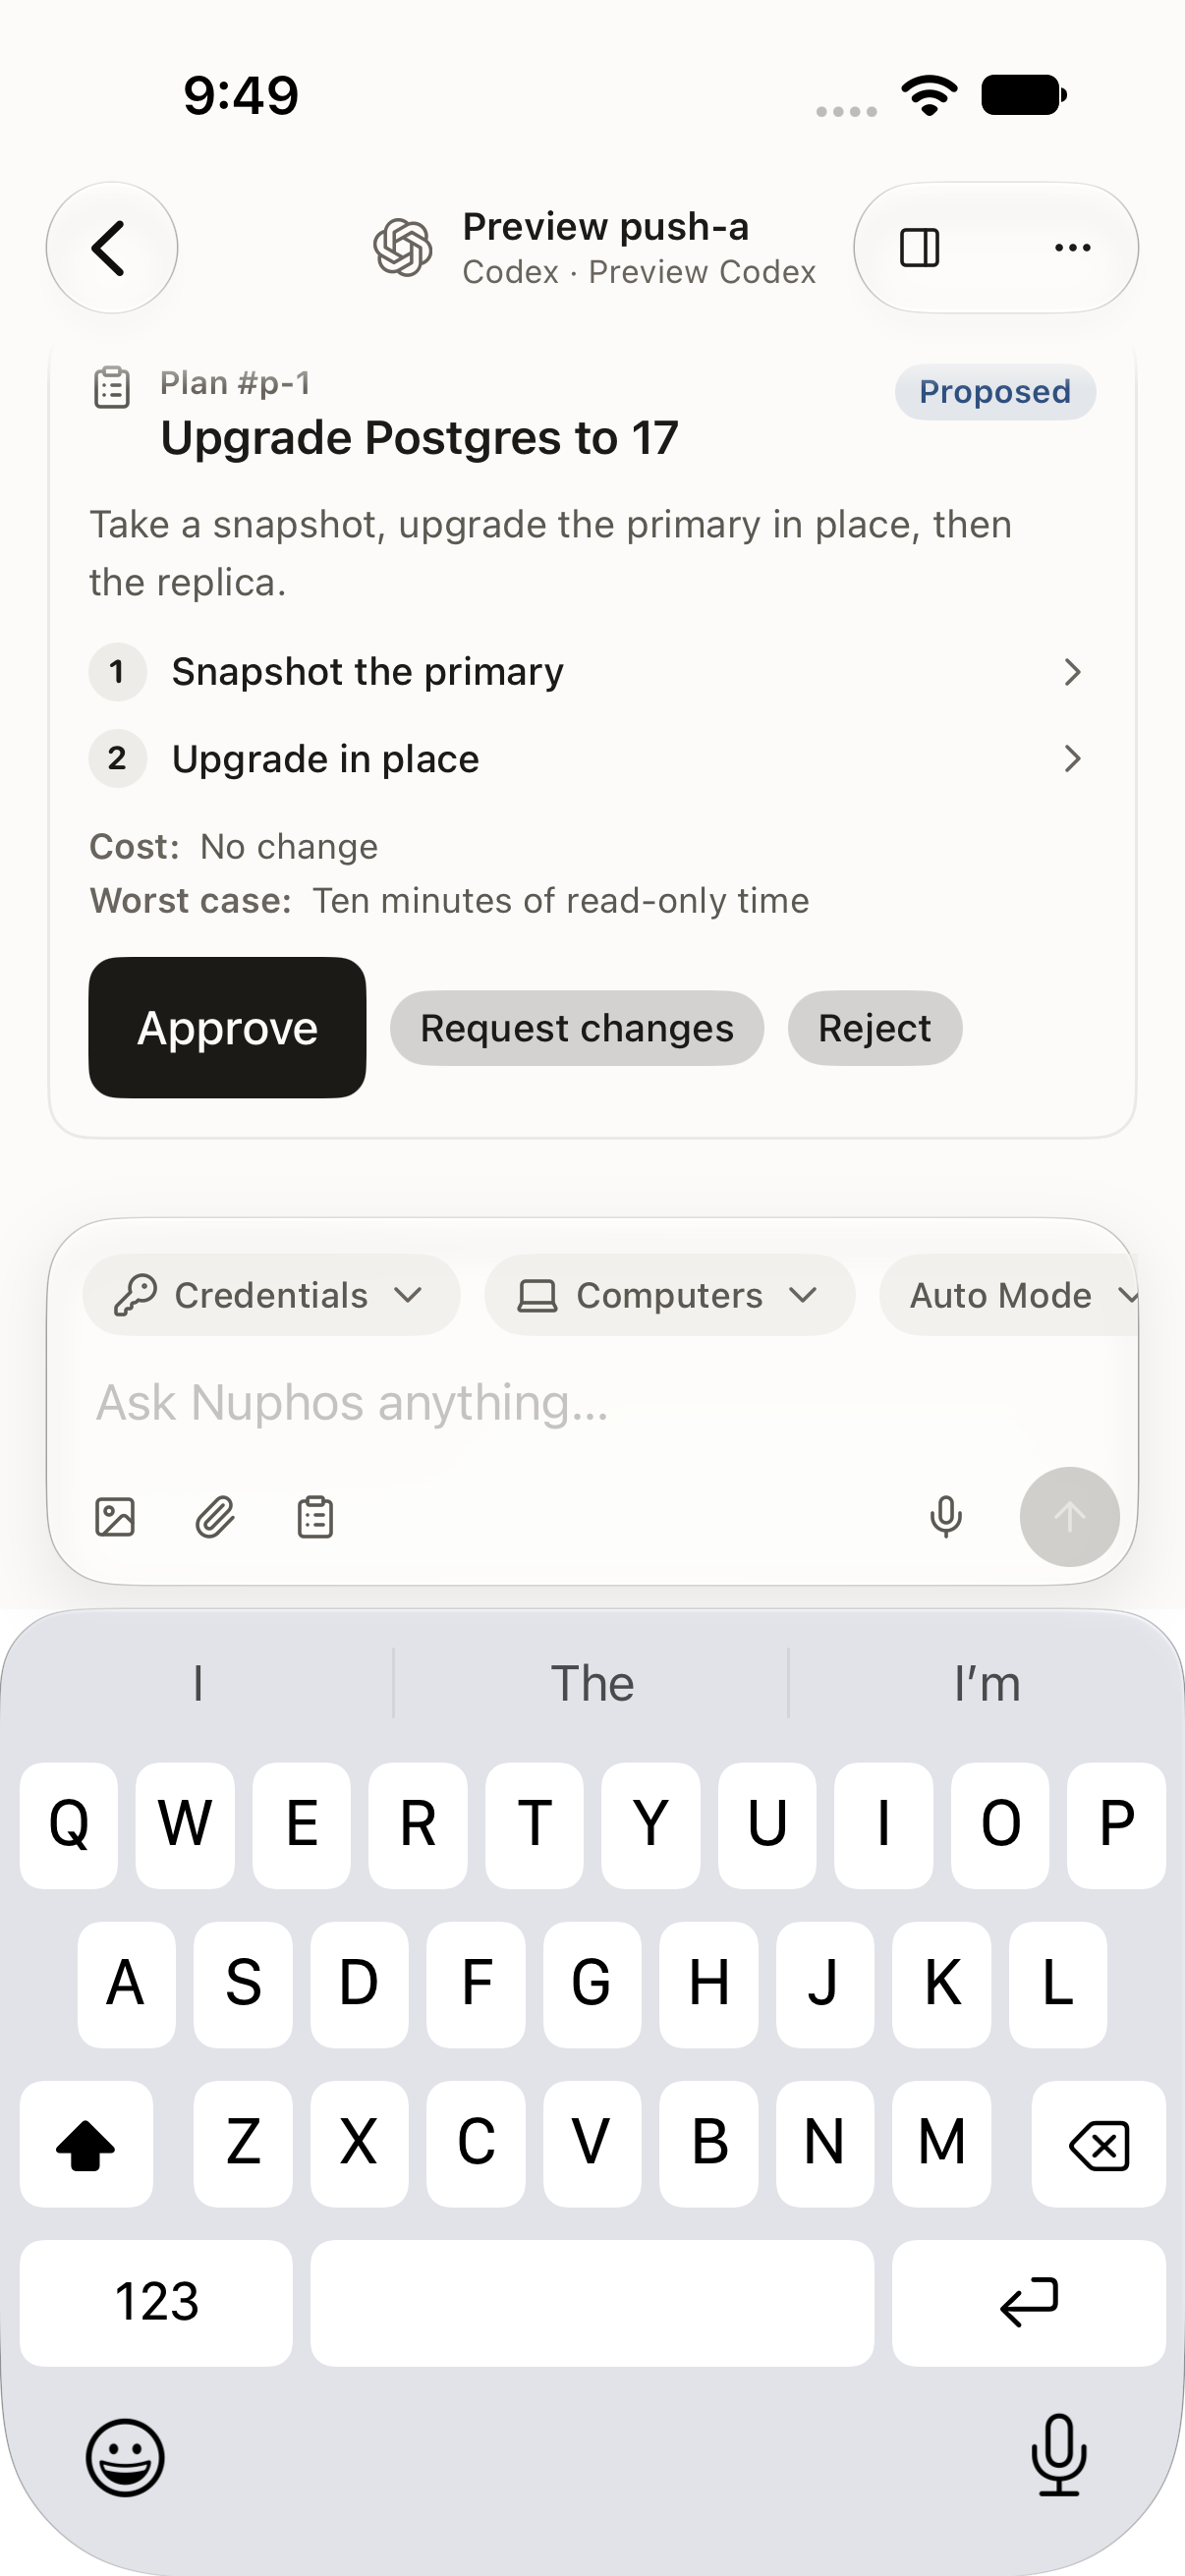 9:49
Preview push-a
Codex · Preview Codex
Plan #p-1
Proposed
Upgrade Postgres to 17
Take a snapshot, upgrade the primary in place, then
the replica.
1 Snapshot the primary
2 Upgrade in place
Cost: No change
Worst case: Ten minutes of read-only time
Approve Request changes Reject
Credentials Computers Auto Mode
Ask Nuphos anything...
I The I’m
Q W E R T Y U I O P
A S D F G H J K L
Z X C V B N M
123